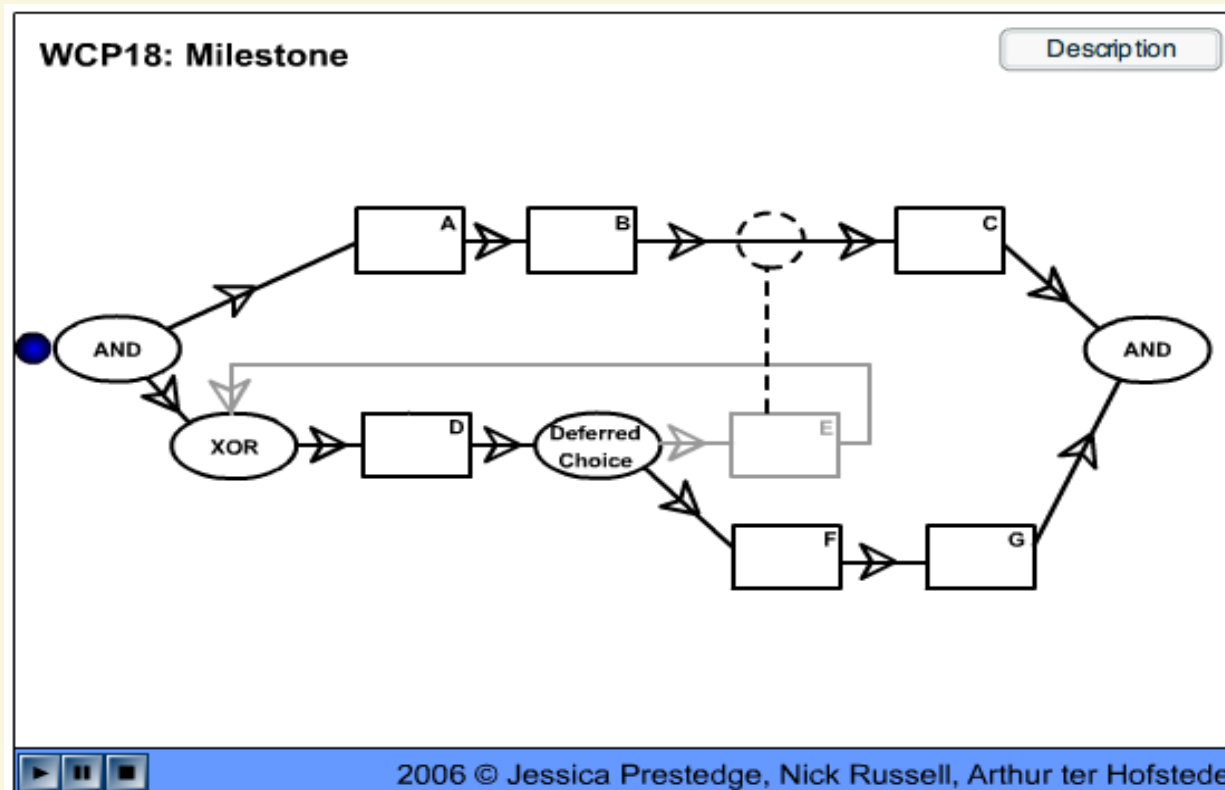 WCP18: Milestone
Description
A
B
C
AND
AND
XOR
D
Deferred
Choice
E
F
G
2006 © Jessica Prestedge, Nick Russell, Arthur ter Hofstede